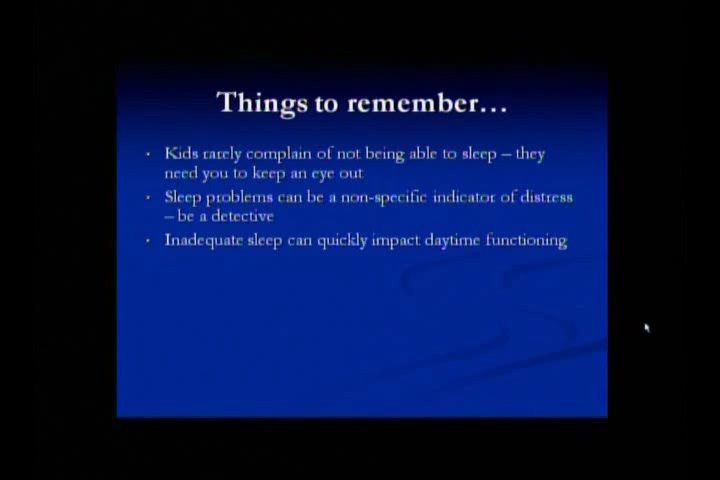 Things to remember…
• Kids rarely complain of not being able to sleep – they
need you to keep an eye out
• Sleep problems can be a non-specific indicator of distress
– be a detective
• Inadequate sleep can quickly impact daytime functioning